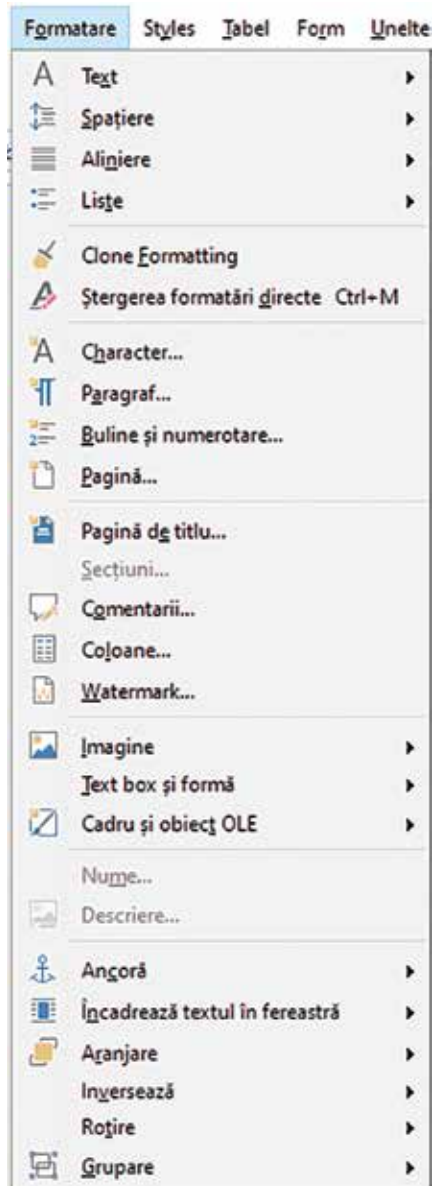 Formatare Styles Tabel Form Unelte
Text
Spațiere
Aliniere
Liste
Clone Formatting
Ștergerea formatări directe Ctrl+M
Character...
Paragraf...
Buline și numerotare...
Pagină...
Pagină de titlu...
Secțiuni...
Comentarii...
Coloane...
Watermark...
Imagine
Text box și formă
Cadru și obiect OLE
Nume...
Descriere...
Ancoră
Încadrează textul în fereastră
Aranjare
Inversează
Rotire
Grupare